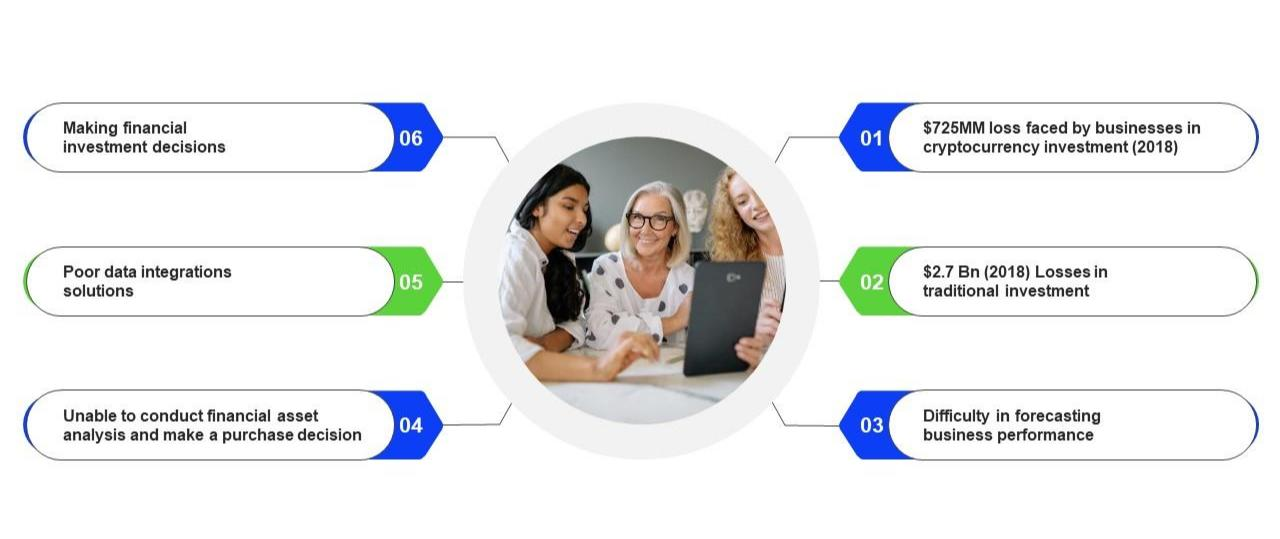 06
Making financial
investment decisions
05
Poor data integrations
solutions
04
Unable to conduct financial asset
analysis and make a purchase decision
01
$725MM loss faced by businesses in
cryptocurrency investment (2018)
02
$2.7 Bn (2018) Losses in
traditional investment
03
Difficulty in forecasting
business performance